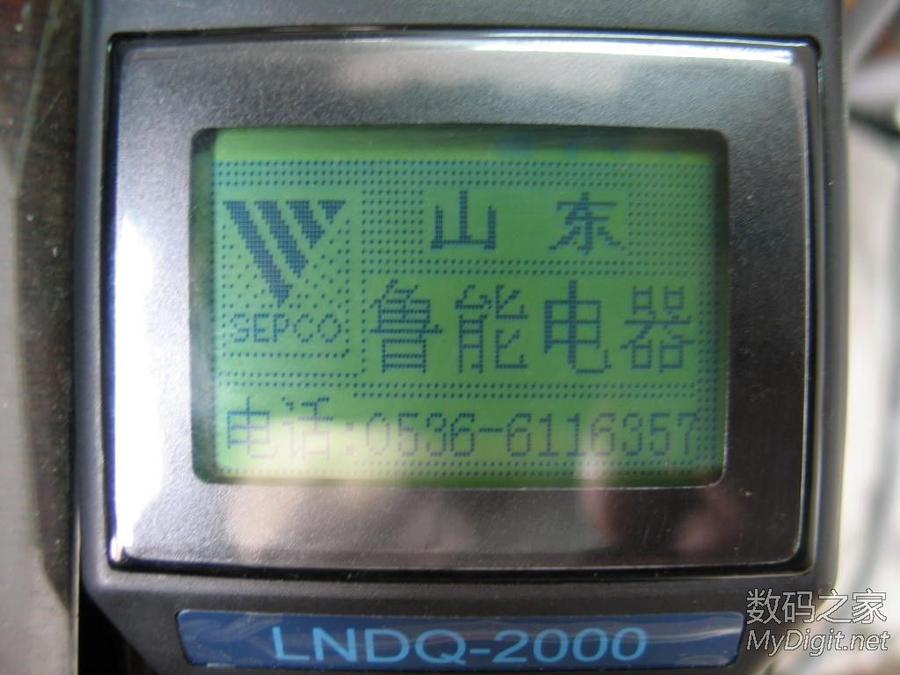 山东
SEPCO
鲁能电器
电话:0536-6116357
LNDQ-2000
数码之家
MyDigit.net